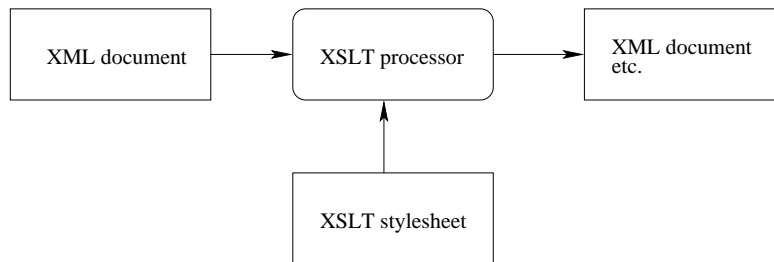 XML document
XSLT processor
XML document
etc.
XSLT stylesheet